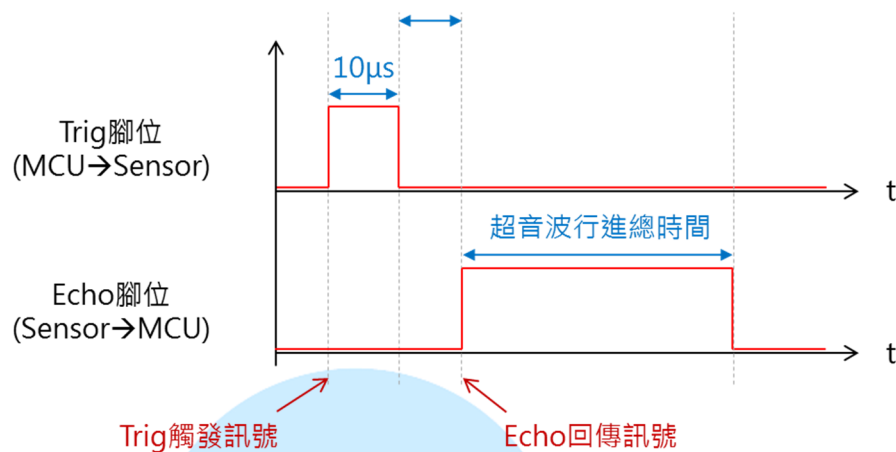 10μs
Trig腳位
(MCU→Sensor)
t
超音波行進總時間
Echo腳位
(Sensor→MCU)
t
Trig觸發訊號
Echo回傳訊號